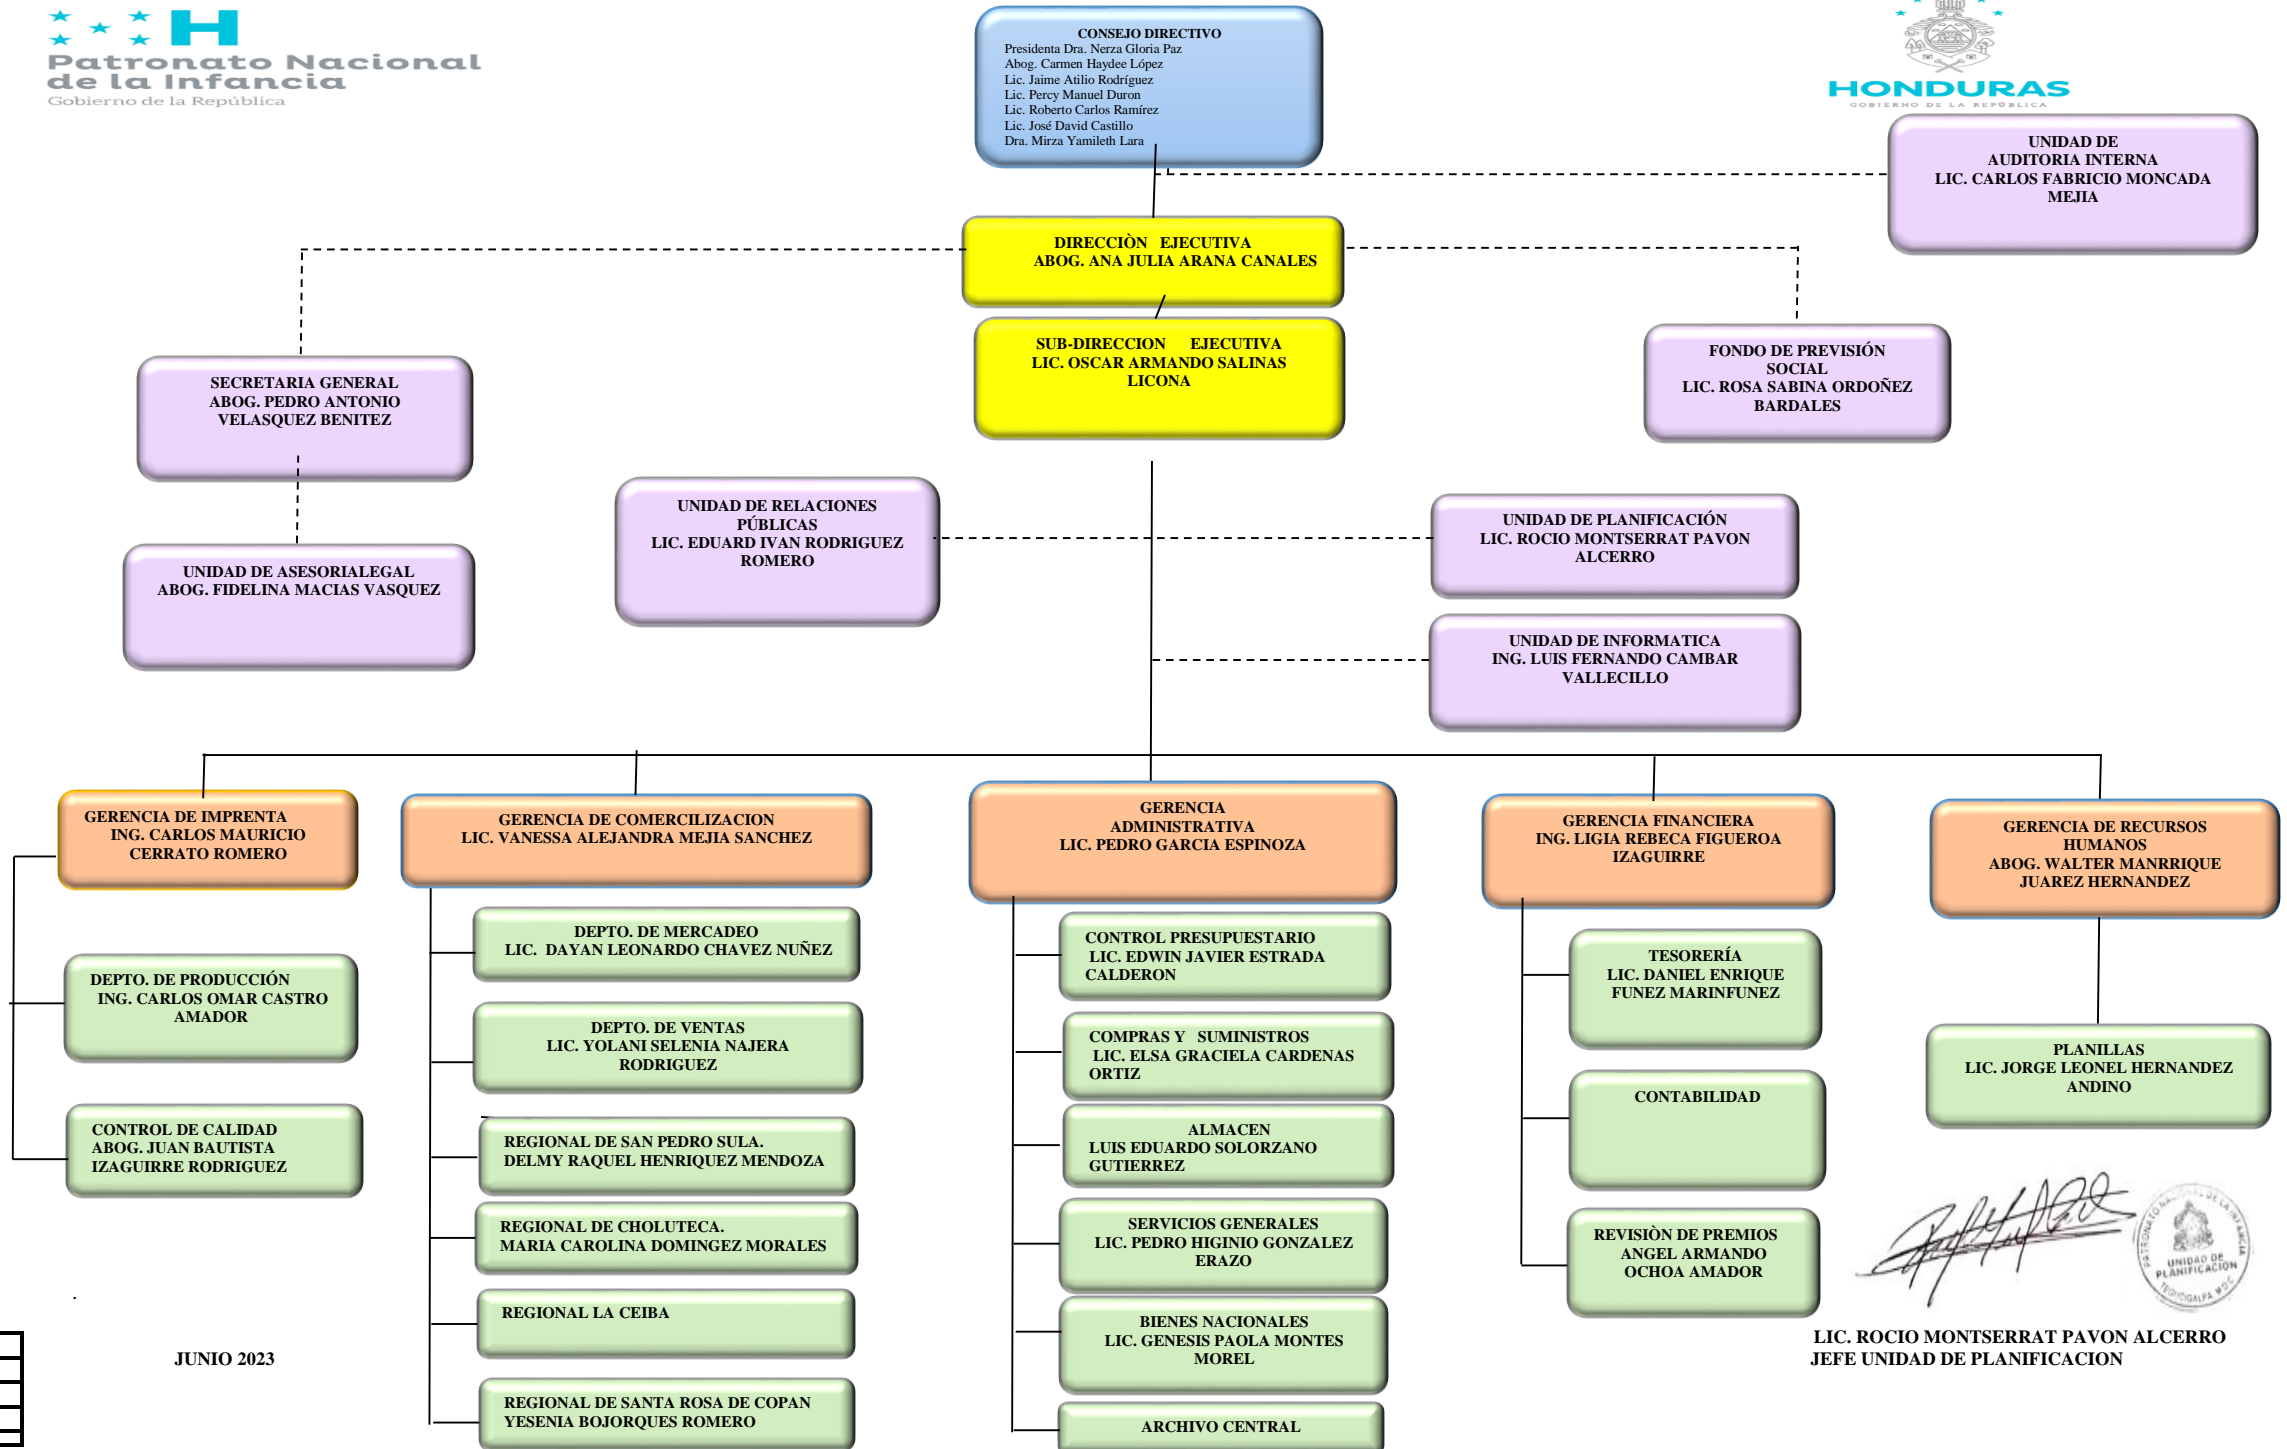 Patronato Nacional
de la Infancia
Gobierno de la República
HONDURAS
GOBIERNO DE LA REPÚBLICA
CONSEJO DIRECTIVO
Presidenta Dra. Nerza Gloria Paz
Abog. Carmen Haydee López
Lic. Jaime Atilio Rodríguez
Lic. Percy Manuel Duron
Lic. Roberto Carlos Ramírez
Lic. José David Castillo
Dra. Mirza Yamileth Lara
UNIDAD DE
AUDITORIA INTERNA
LIC. CARLOS FABRICIO MONCADA
MEJIA
DIRECCIÒN EJECUTIVA
ABOG. ANA JULIA ARANA CANALES
SUB-DIRECCION EJECUTIVA
LIC. OSCAR ARMANDO SALINAS
LICONA
FONDO DE PREVISIÓN
SOCIAL
LIC. ROSA SABINA ORDOÑEZ
BARDALES
SECRETARIA GENERAL
ABOG. PEDRO ANTONIO
VELASQUEZ BENITEZ
UNIDAD DE ASESORIALEGAL
ABOG. FIDELINA MACIAS VASQUEZ
UNIDAD DE RELACIONES
PÚBLICAS
LIC. EDUARD IVAN RODRIGUEZ
ROMERO
UNIDAD DE PLANIFICACIÓN
LIC. ROCIO MONTSERRAT PAVON
ALCERRO
UNIDAD DE INFORMATICA
ING. LUIS FERNANDO CAMBAR
VALLECILLO
GERENCIA DE IMPRENTA
ING. CARLOS MAURICIO
CERRATO ROMERO
DEPTO. DE PRODUCCIÓN
ING. CARLOS OMAR CASTRO
AMADOR
CONTROL DE CALIDAD
ABOG. JUAN BAUTISTA
IZAGUIRRE RODRIGUEZ
GERENCIA DE COMERCILIZACION
LIC. VANESSA ALEJANDRA MEJIA SANCHEZ
DEPTO. DE MERCADEO
LIC. DAYAN LEONARDO CHAVEZ NUÑEZ
DEPTO. DE VENTAS
LIC. YOLANI SELENIA NAJERA
RODRIGUEZ
REGIONAL DE SAN PEDRO SULA.
DELMY RAQUEL HENRIQUEZ MENDOZA
REGIONAL DE CHOLUTECA.
MARIA CAROLINA DOMINGEZ MORALES
REGIONAL LA CEIBA
REGIONAL DE SANTA ROSA DE COPAN
YESENIA BOJORQUES ROMERO
GERENCIA
ADMINISTRATIVA
LIC. PEDRO GARCIA ESPINOZA
CONTROL PRESUPUESTARIO
LIC. EDWIN JAVIER ESTRADA
CALDERON
COMPRAS Y SUMINISTROS
LIC. ELSA GRACIELA CARDENAS
ORTIZ
ALMACEN
LUIS EDUARDO SOLORZANO
GUTIERREZ
SERVICIOS GENERALES
LIC. PEDRO HIGINIO GONZALEZ
ERAZO
BIENES NACIONALES
LIC. GENESIS PAOLA MONTES
MOREL
ARCHIVO CENTRAL
GERENCIA FINANCIERA
ING. LIGIA REBECA FIGUEROA
IZAGUIRRE
TESORERÍA
LIC. DANIEL ENRIQUE
FUNEZ MARINFUNEZ
CONTABILIDAD
REVISIÒN DE PREMIOS
ANGEL ARMANDO
OCHOA AMADOR
GERENCIA DE RECURSOS
HUMANOS
ABOG. WALTER MANRRIQUE
JUAREZ HERNANDEZ
PLANILLAS
LIC. JORGE LEONEL HERNANDEZ
ANDINO
PATRONATO NACIONAL DE LA INFANCIA
UNIDAD DE
PLANIFICACION
TEGUCIGALPA M D C
LIC. ROCIO MONTSERRAT PAVON ALCERRO
JEFE UNIDAD DE PLANIFICACION
.
JUNIO 2023